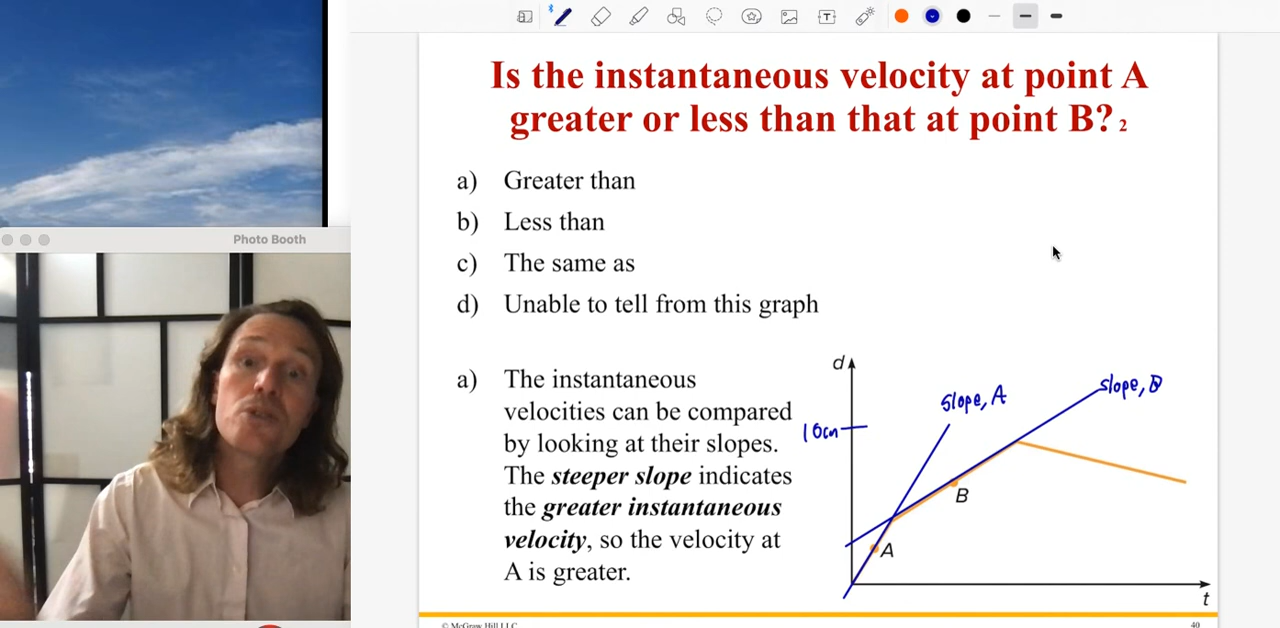 Photo Booth
Is the instantaneous velocity at point A
greater or less than that at point B? 2
a) Greater than
b) Less than
c) The same as
d) Unable to tell from this graph
a) The instantaneous
velocities can be compared
by looking at their slopes.
The steeper slope indicates
the greater instantaneous
velocity, so the velocity at
A is greater.
d
10cm
slope, A
slope, B
B
A
t
© McGraw Hill LLC
40